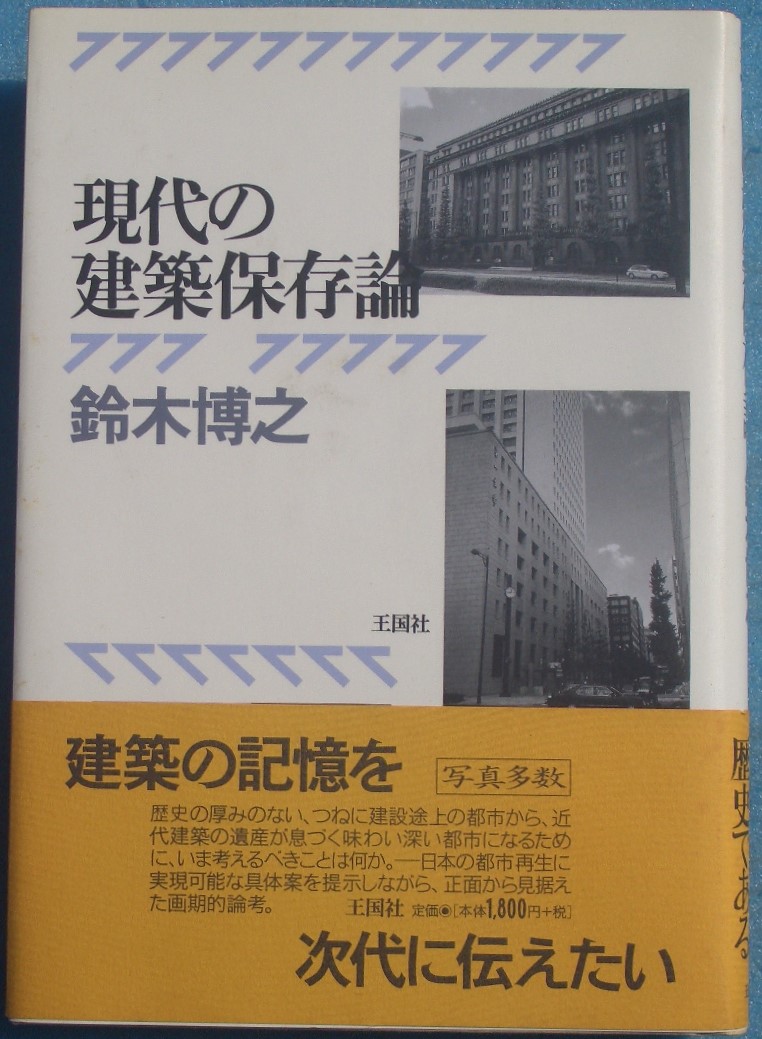 現代の
建築保存論
鈴木博之
王国社
建築の記憶を
写真多数
歴史の厚みのない、つねに建設途上の都市から、近
代建築の遺産が息づく味わい深い都市になるため
に、いま考えるべきことは何か。──日本の都市再生に
実現可能な具体案を提示しながら、正面から見据え
た画期的論考。
王国社 定価◉[本体1,800円+税]
次代に伝えたい
歴史である